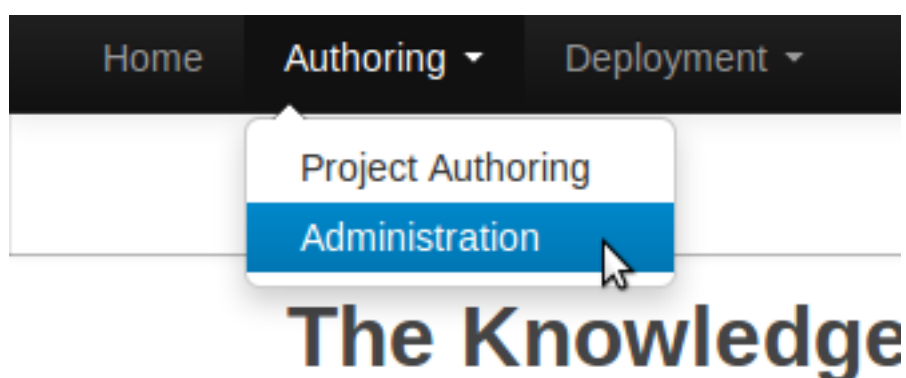 Home Authoring Deployment
Project Authoring
Administration
The Knowledge